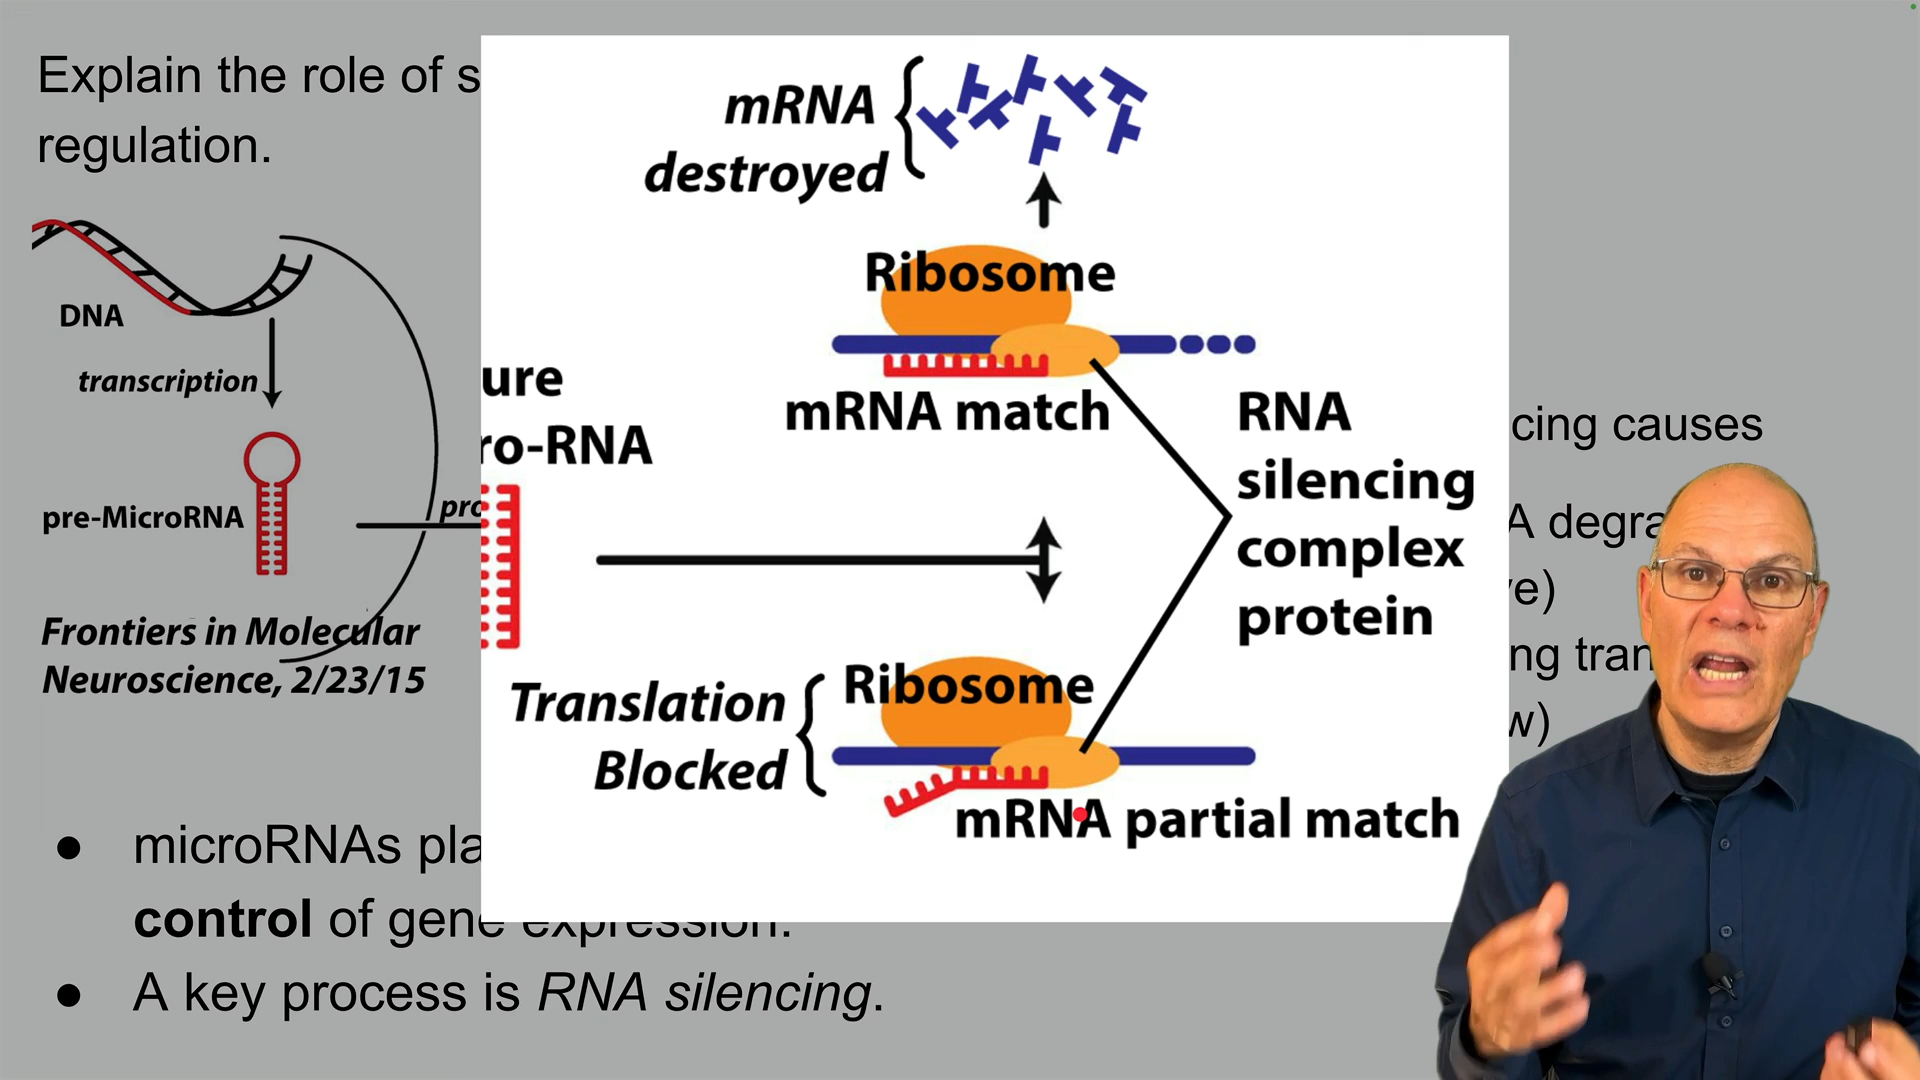 Explain the role of s
regulation.
DNA
transcription
pre-MicroRNA
pro
Frontiers in Molecular
Neuroscience, 2/23/15
mRNA
destroyed
Ribosome
mRNA match
ure
ro-RNA
RNA
silencing
complex
protein
Translation
Blocked
Ribosome
mRNA partial match
cing causes
A degra
e)
ng tran
w)
microRNAs pla
control of gene expression.
A key process is RNA silencing.